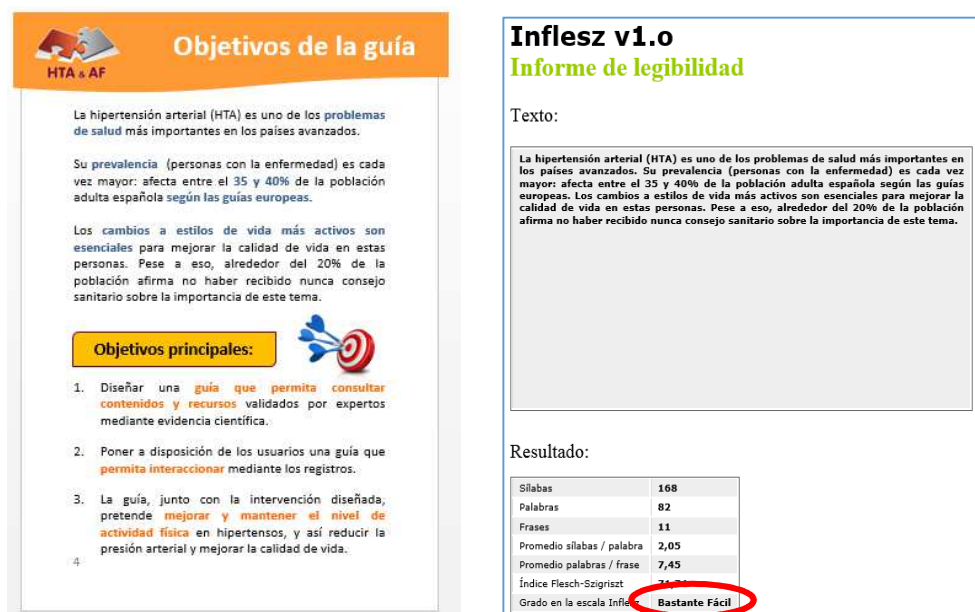 Objetivos de la guía
HTA & AF
La hipertensión arterial (HTA) es uno de los problemas
de salud más importantes en los países avanzados.
Su prevalencia (personas con la enfermedad) es cada
vez mayor: afecta entre el 35 y 40% de la población
adulta española según las guías europeas.
Los cambios a estilos de vida más activos son
esenciales para mejorar la calidad de vida en estas
personas. Pese a eso, alrededor del 20% de la
población afirma no haber recibido nunca consejo
sanitario sobre la importancia de este tema.
Objetivos principales:
1. Diseñar una guía que permita consultar
contenidos y recursos validados por expertos
mediante evidencia científica.
2. Poner a disposición de los usuarios una guía que
permita interaccionar mediante los registros.
3. La guía, junto con la intervención diseñada,
pretende mejorar y mantener el nivel de
actividad física en hipertensos, y así reducir la
presión arterial y mejorar la calidad de vida.
4
Inflesz v1.o
Informe de legibilidad
Texto:
La hipertensión arterial (HTA) es uno de los problemas de salud más importantes en
los países avanzados. Su prevalencia (personas con la enfermedad) es cada vez
mayor: afecta entre el 35 y 40% de la población adulta española según las guías
europeas. Los cambios a estilos de vida más activos son esenciales para mejorar la
calidad de vida en estas personas. Pese a eso, alrededor del 20% de la población
afirma no haber recibido nunca consejo sanitario sobre la importancia de este tema.
Resultado:
Sílabas 168
Palabras 82
Frases 11
Promedio sílabas / palabra 2,05
Promedio palabras / frase 7,45
Índice Flesch-Szigriszt
Grado en la escala Inflesz Bastante Fácil